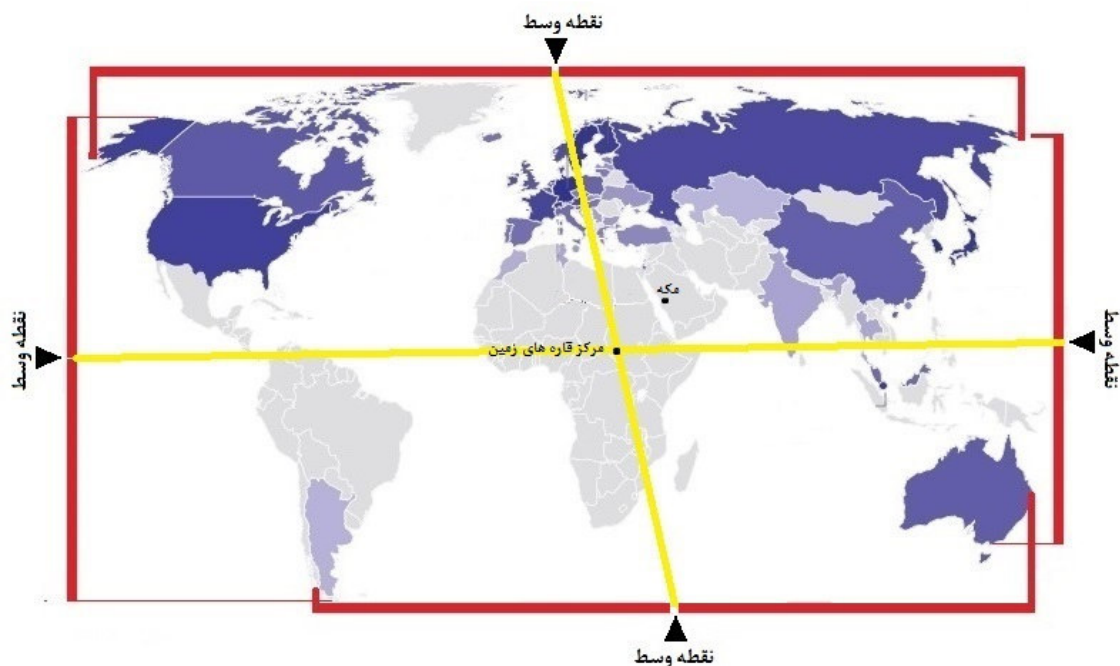 نقطه وسط
مکه
مرکز قاره های زمین
نقطه وسط
نقطه وسط
نقطه وسط